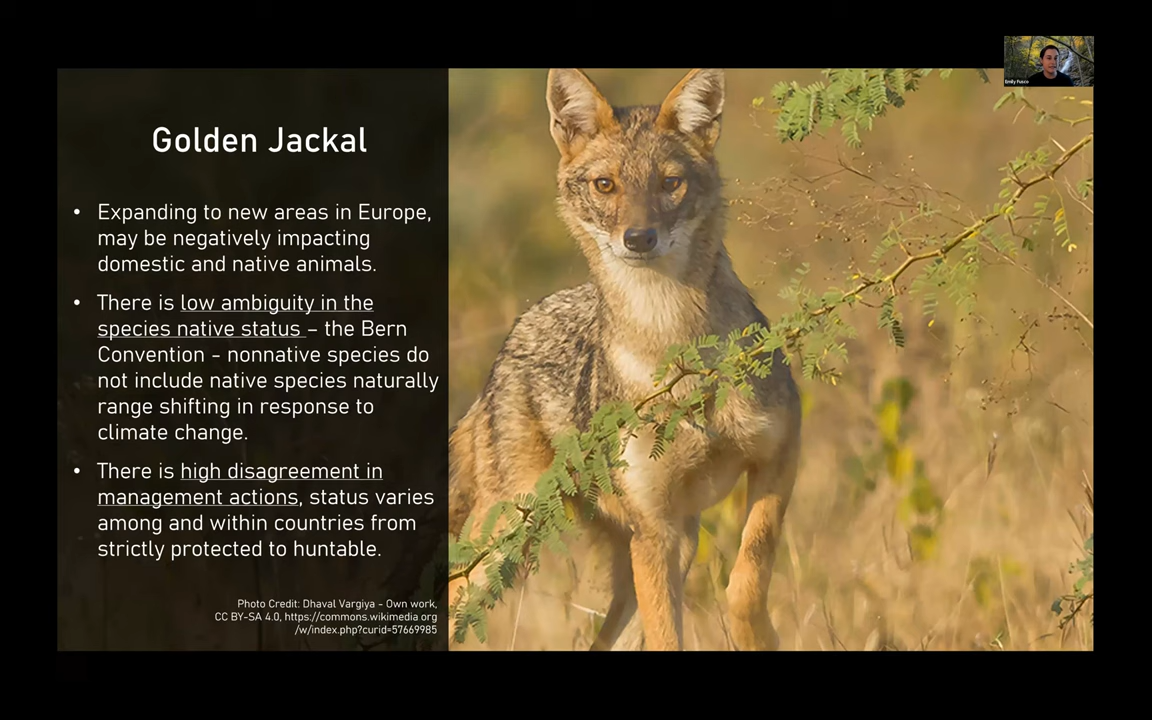 Emily Fusco
Golden Jackal
• Expanding to new areas in Europe,
may be negatively impacting
domestic and native animals.
• There is low ambiguity in the
species native status – the Bern
Convention - nonnative species do
not include native species naturally
range shifting in response to
climate change.
• There is high disagreement in
management actions, status varies
among and within countries from
strictly protected to huntable.
Photo Credit: Dhaval Vargiya - Own work,
CC BY-SA 4.0, https://commons.wikimedia.org
/w/index.php?curid=57669985